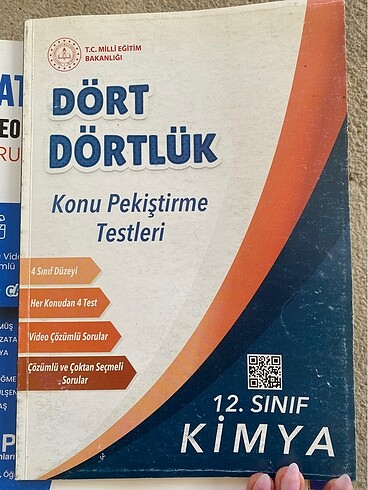 T.C. MİLLİ EĞİTİM
BAKANLIĞI
DÖRT
DÖRTLÜK
Konu Pekiştirme
Testleri
4 Sınıf Düzeyi
Her Konudan 4 Test
Video Çözümlü Sorular
Çözümlü ve Çoktan Seçmeli
Sorular
12. SINIF
KİMYA